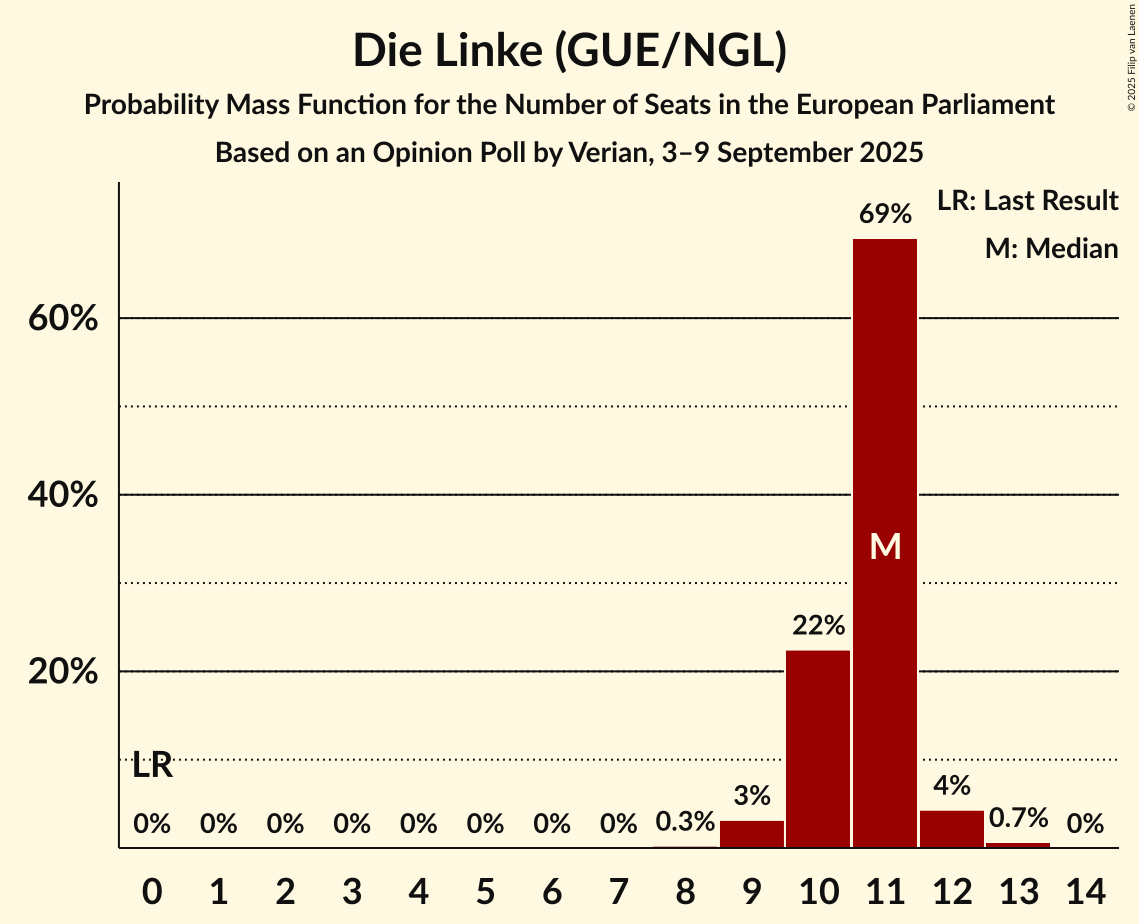 Die Linke (GUE/NGL)
Probability Mass Function for the Number of Seats in the European Parliament
Based on an Opinion Poll by Verian, 3–9 September 2025
© 2025 Filip van Laenen
LR: Last Result
M: Median
69%
60%
40%
M
22%
20%
LR
0% 0% 0% 0% 0% 0% 0% 0% 0.3% 3% 4% 0.7% 0%
0 1 2 3 4 5 6 7 8 9 10 11 12 13 14